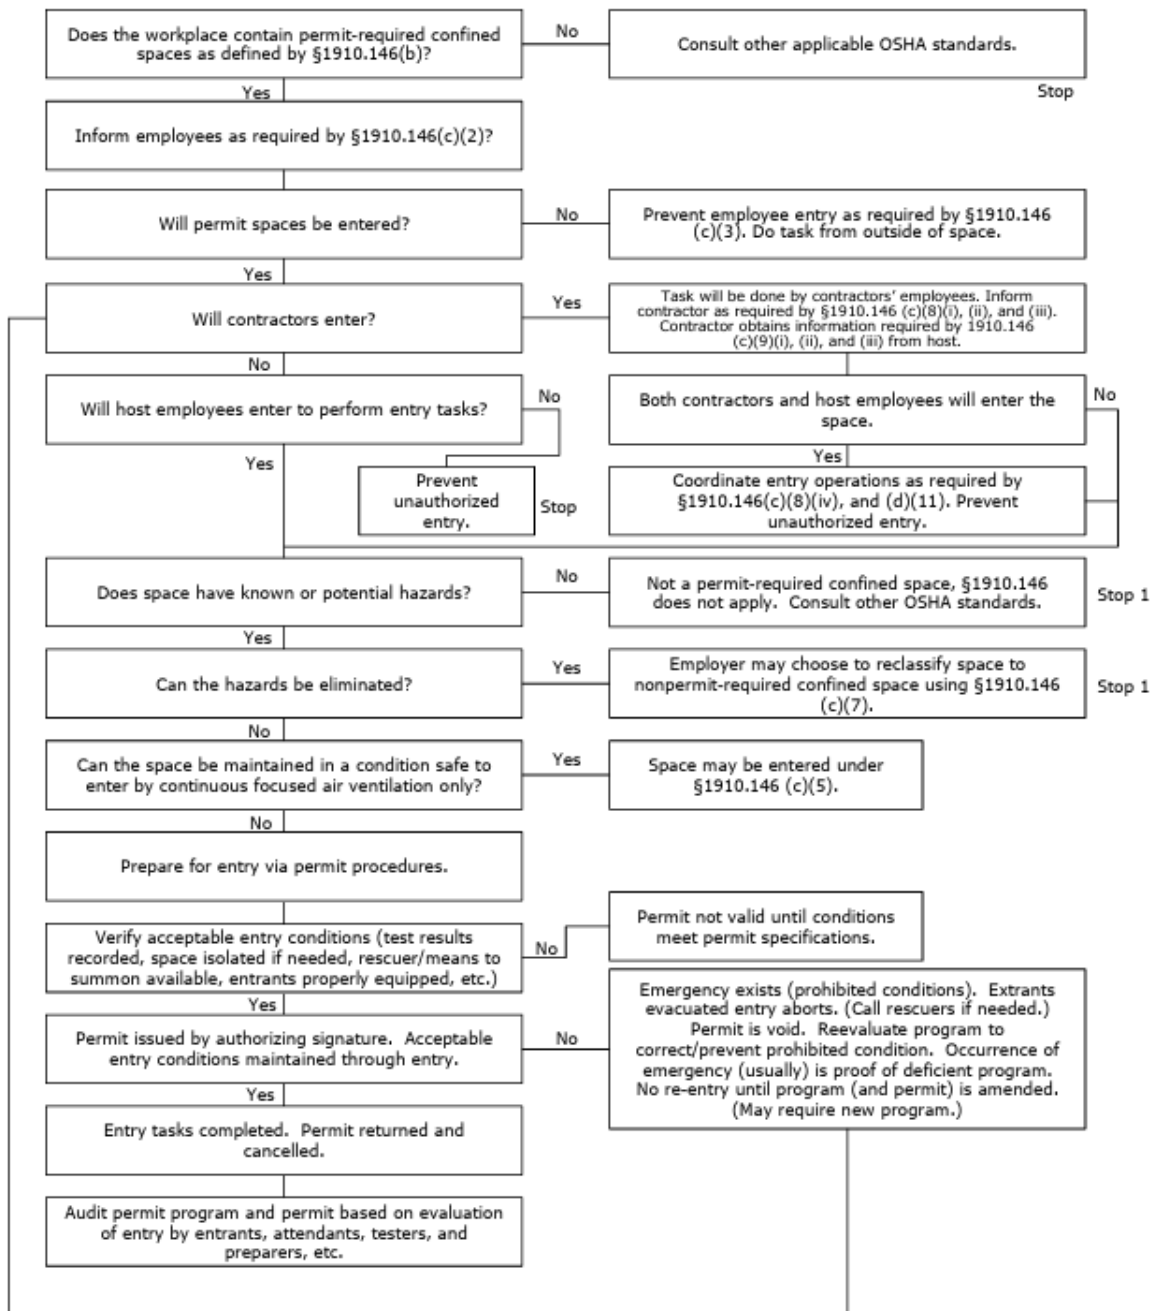 Does the workplace contain permit-required confined
spaces as defined by §1910.146(b)?
No
Consult other applicable OSHA standards.
Stop
Yes
Inform employees as required by §1910.146(c)(2)?
Will permit spaces be entered?
No
Prevent employee entry as required by §1910.146
(c)(3). Do task from outside of space.
Yes
Will contractors enter?
Yes
Task will be done by contractors’ employees. Inform
contractor as required by §1910.146 (c)(8)(i), (ii), and (iii).
Contractor obtains information required by 1910.146
(c)(9)(i), (ii), and (iii) from host.
No
Will host employees enter to perform entry tasks?
No
Both contractors and host employees will enter the
space.
No
Yes
Prevent
unauthorized
entry.
Stop
Yes
Coordinate entry operations as required by
§1910.146(c)(8)(iv), and (d)(11). Prevent
unauthorized entry.
Does space have known or potential hazards?
No
Not a permit-required confined space, §1910.146
does not apply. Consult other OSHA standards.
Stop 1
Yes
Can the hazards be eliminated?
Yes
Employer may choose to reclassify space to
nonpermit-required confined space using §1910.146
(c)(7).
Stop 1
No
Can the space be maintained in a condition safe to
enter by continuous focused air ventilation only?
Yes
Space may be entered under
§1910.146 (c)(5).
No
Prepare for entry via permit procedures.
Verify acceptable entry conditions (test results
recorded, space isolated if needed, rescuer/means to
summon available, entrants properly equipped, etc.)
No
Permit not valid until conditions
meet permit specifications.
Yes
Permit issued by authorizing signature. Acceptable
entry conditions maintained through entry.
No
Emergency exists (prohibited conditions). Extrants
evacuated entry aborts. (Call rescuers if needed.)
Permit is void. Reevaluate program to
correct/prevent prohibited condition. Occurrence of
emergency (usually) is proof of deficient program.
No re-entry until program (and permit) is amended.
(May require new program.)
Yes
Entry tasks completed. Permit returned and
cancelled.
Audit permit program and permit based on evaluation
of entry by entrants, attendants, testers, and
preparers, etc.